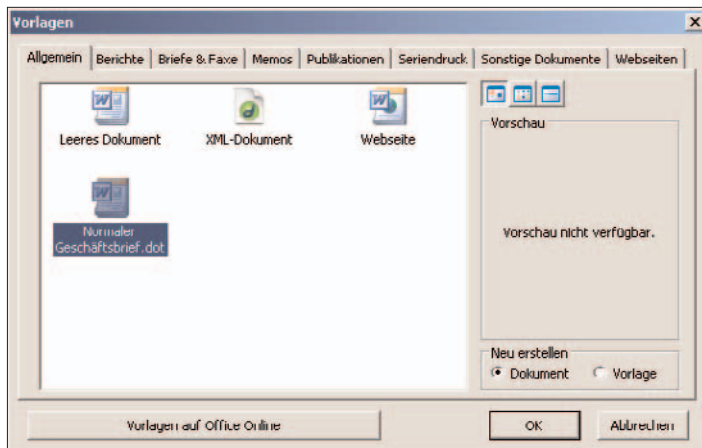 Vorlagen
Allgemein Berichte Briefe & Faxe Memos Publikationen Seriendruck Sonstige Dokumente Webseiten
Leeres Dokument XML-Dokument Webseite
Normaler
Geschäftsbrief.dot
Vorschau
Vorschau nicht verfügbar.
Neu erstellen
Dokument Vorlage
Vorlagen auf Office Online OK Abbrechen